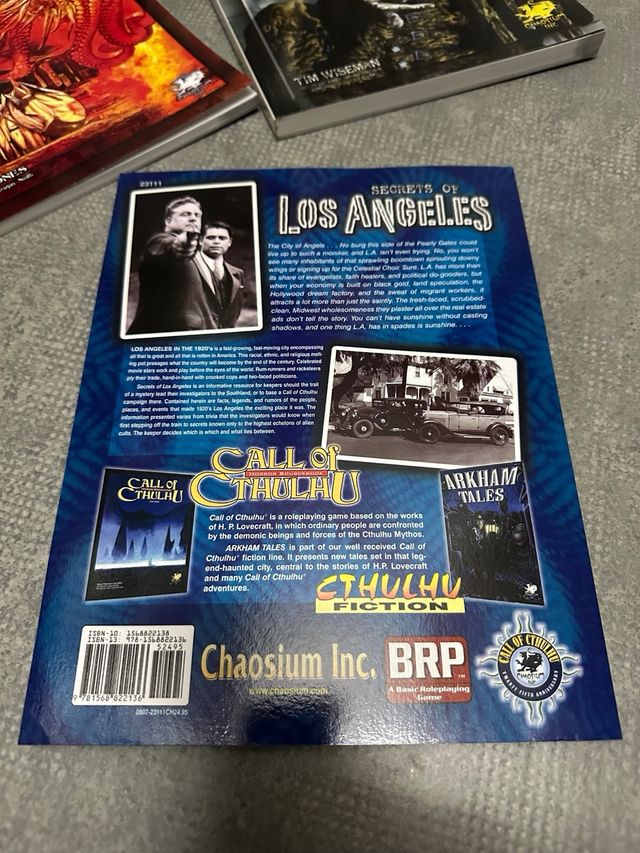 ONES
TIM WISEMAN
CHAOSIUM
INC.
23111
SECRETS OF
LOS ANGELES
The City of Angels . . . No burg this side of the Pearly Gates could
live up to such a moniker, and L.A. isn't even trying. No, you won't
see many inhabitants of that sprawling boomtown sprouting downy
wings or signing up for the Celestial Choir. Sure, L.A. has more than
its share of evangelists, faith healers, and political do-gooders, but
when your economy is built on black gold, land speculation, the
Hollywood dream factory, and the sweat of migrant workers, it
attracts a lot more than just the saintly. The fresh-faced, scrubbed-
clean, Midwest wholesomeness they plaster all over the real estate
ads don't tell the story. You can't have sunshine without casting
shadows, and one thing L.A. has in spades is sunshine. . . .
LOS ANGELES IN THE 1920's is a fast-growing, fast-moving city encompassing
all that is great and all that is rotten in America. This racial, ethnic, and religious melt-
ing pot presages what the country will become by the end of the century. Celebrated
movie stars work and play before the eyes of the world. Rum-runners and racketeers
ply their trade, hand-in-hand with crooked cops and two-faced politicians.
Secrets of Los Angeles is an informative resource for keepers should the trail
of a mystery lead their investigators to the Southland, or to base a Call of Cthulhu
campaign there. Contained herein are facts, legends, and rumors of the people,
places, and events that made 1920's Los Angeles the exciting place it was. The
information presented varies from trivia that the investigators would know when
first stepping off the train to secrets known only to the highest echelons of alien
cults. The keeper decides which is which and what lies between.
CALL OF
HORROR SOURCEBOOK
CTHULHU
CALL OF
CTHULHU
Call of Cthulhu® is a roleplaying game based on the works
of H. P. Lovecraft, in which ordinary people are confronted
by the demonic beings and forces of the Cthulhu Mythos.
ARKHAM TALES is part of our well received Call of
Cthulhu® fiction line. It presents new tales set in that leg-
end-haunted city, central to the stories of H.P. Lovecraft
and many Call of Cthulhu®
adventures.
ARKHAM
TALES
CTHULHU
FICTION
ISBN-10: 1568822138
ISBN-13: 978-1568822136
52495
9 781568 822136
0807-23111CH24.95
Chaosium Inc.
www.chaosium.com
BRP™
A Basic Roleplaying
Game
CALL OF CTHULHU
CHAOSIUM
TWENTY FIFTH ANNIVERSARY